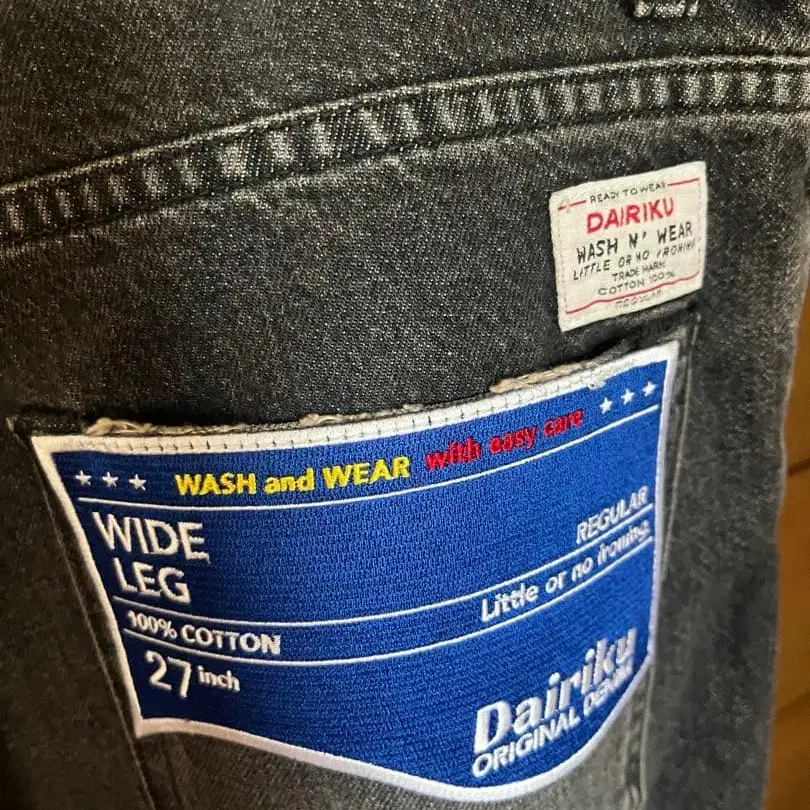 READY TO WEAR
DAIRIKU
WASH N' WEAR
LITTLE OR NO IRONING
TRADE MARK
COTTON 100%
REGULAR
WASH and WEAR with easy care
WIDE
LEG
REGULAR
Little or no ironing.
100% COTTON
27 inch
Dairiku
ORIGINAL DENIM